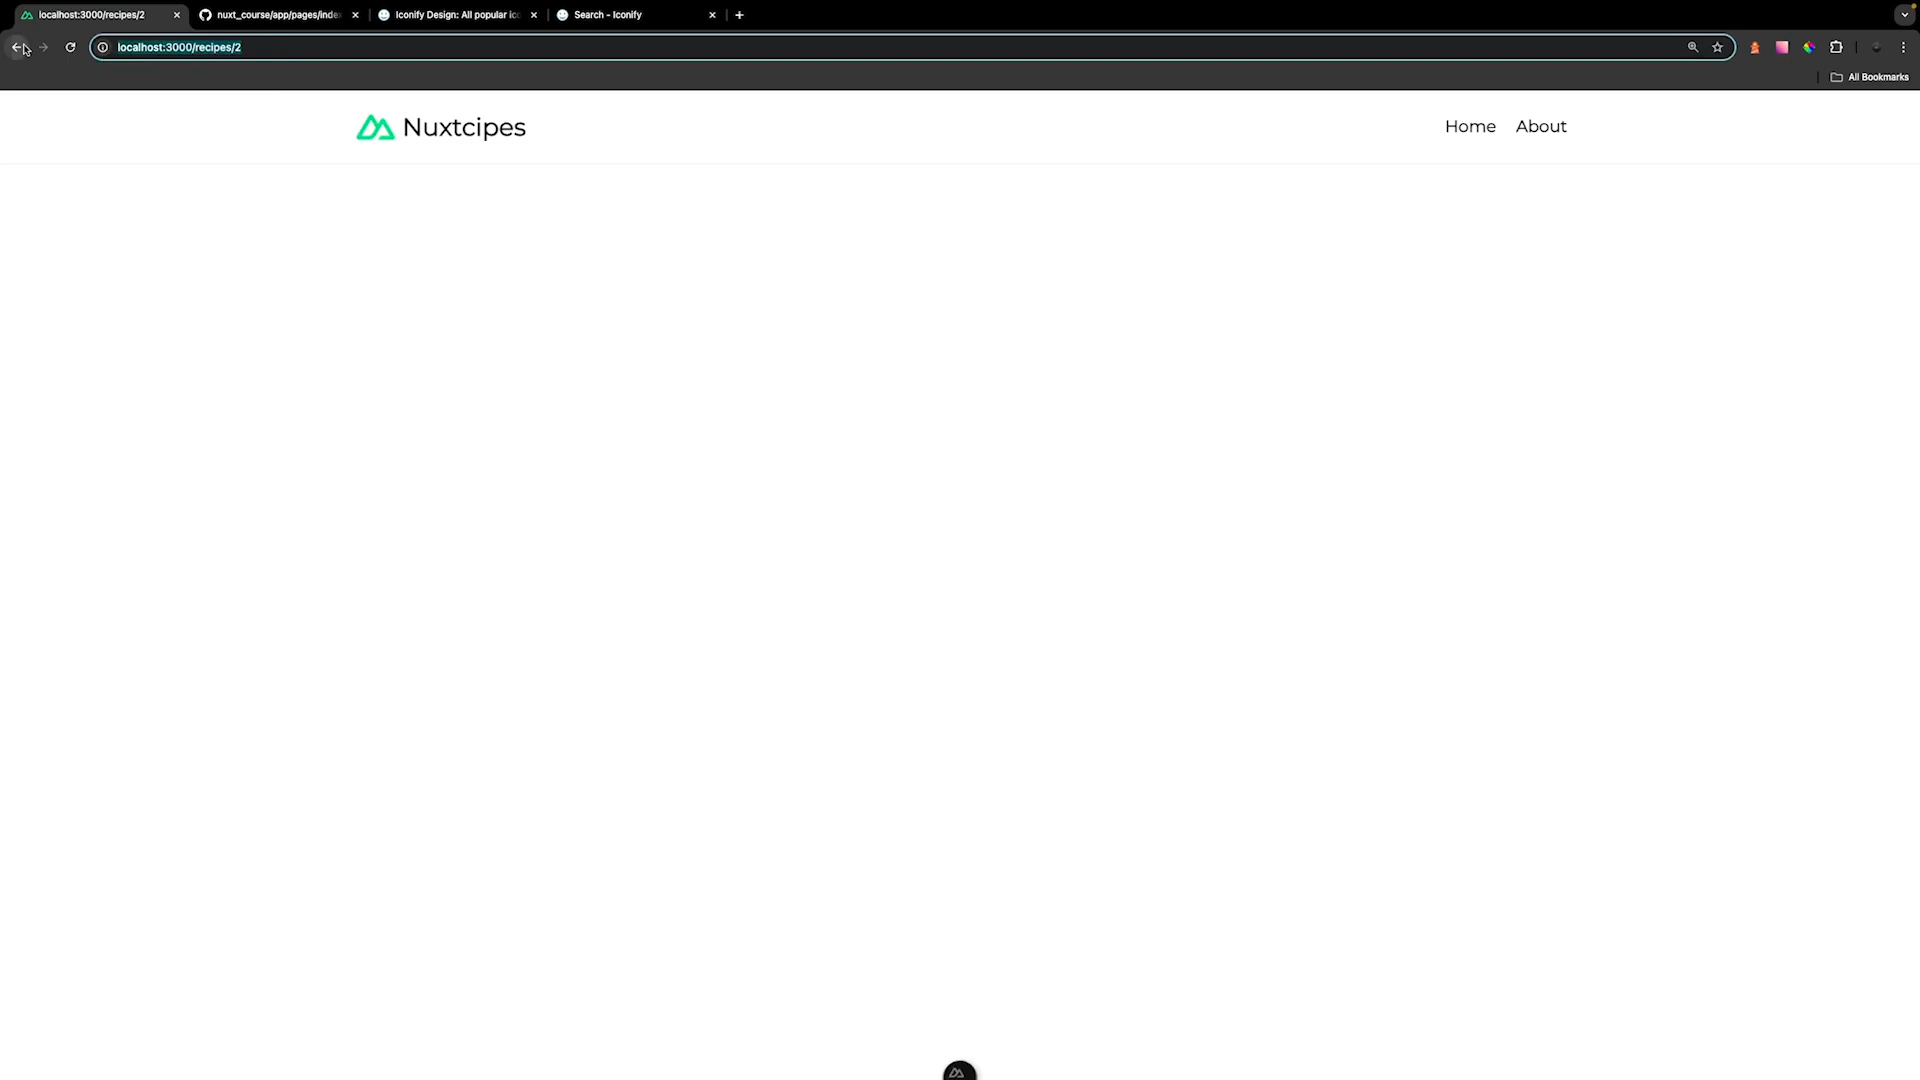 localhost:3000/recipes/2
nuxt_course/app/pages/inde
Iconify Design: All popular ic
Search - Iconify
localhost:3000/recipes/2
All Bookmarks
Nuxtcipes
Home
About